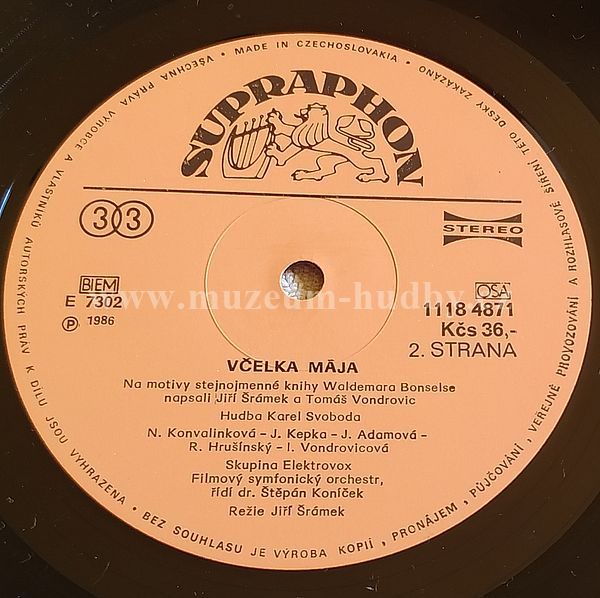 VŠECHNA PRÁVA VÝROBCE A VLASTNÍKŮ AUTORSKÝCH PRÁV K DÍLU JSOU VYHRAZENA • BEZ SOUHLASU JE VÝROBA KOPIÍ, PRONÁJEM, PŮJČOVÁNÍ, VEŘEJNÉ PROVOZOVÁNÍ A ROZHLASOVÉ ŠÍŘENÍ TÉTO DESKY ZAKÁZÁNO • MADE IN CZECHOSLOVAKIA •
SUPRAPHON
33
STEREO
BIEM
E 7302
℗ 1986
OSA
1118 4871
Kčs 36,-
2. STRANA
www.muzeum-hudby.cz
VČELKA MÁJA
Na motivy stejnojmenné knihy Waldemara Bonselse
napsali Jiří Šrámek a Tomáš Vondrovic
Hudba Karel Svoboda
N. Konvalinková – J. Kepka – J. Adamová –
R. Hrušínský – I. Vondrovicová
Skupina Elektrovox
Filmový symfonický orchestr,
řídí dr. Štěpán Koníček
Režie Jiří Šrámek